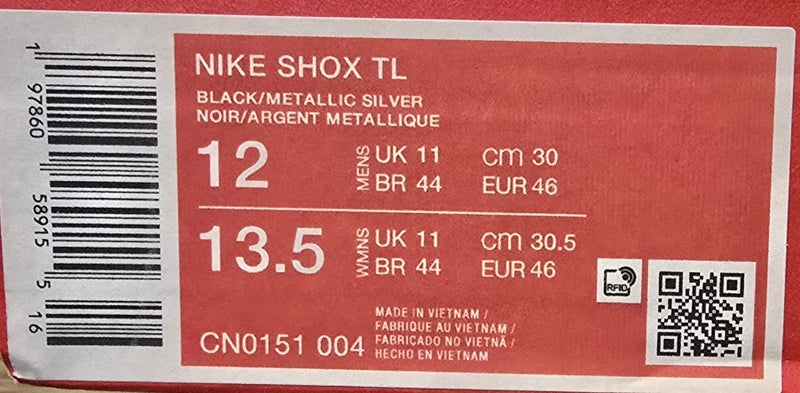 NIKE SHOX TL
BLACK/METALLIC SILVER
NOIR/ARGENT METALLIQUE
12 MENS UK 11 cm 30
BR 44 EUR 46
13.5 WMNS UK 11 cm 30.5
BR 44 EUR 46
CN0151 004
MADE IN VIETNAM /
FABRIQUE AU VIETNAM /
FABRICADO NO VIETNÃ /
HECHO EN VIETNAM
RFID
1 97860 58915 5 16